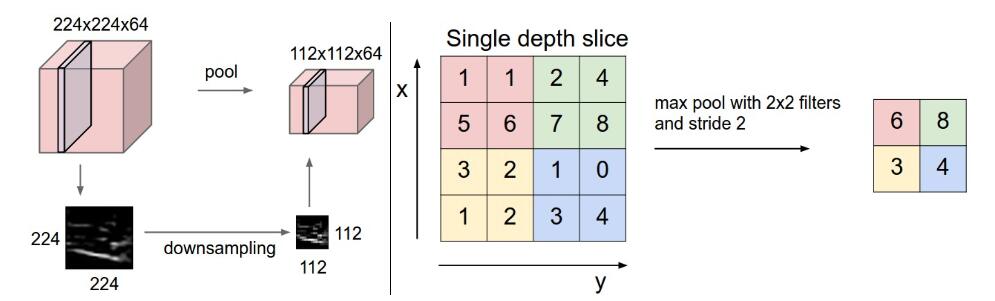 224x224x64
pool
112x112x64
224
downsampling
112
224
112
Single depth slice
x
1 1 2 4
5 6 7 8
3 2 1 0
1 2 3 4
y
max pool with 2x2 filters
and stride 2
6 8
3 4